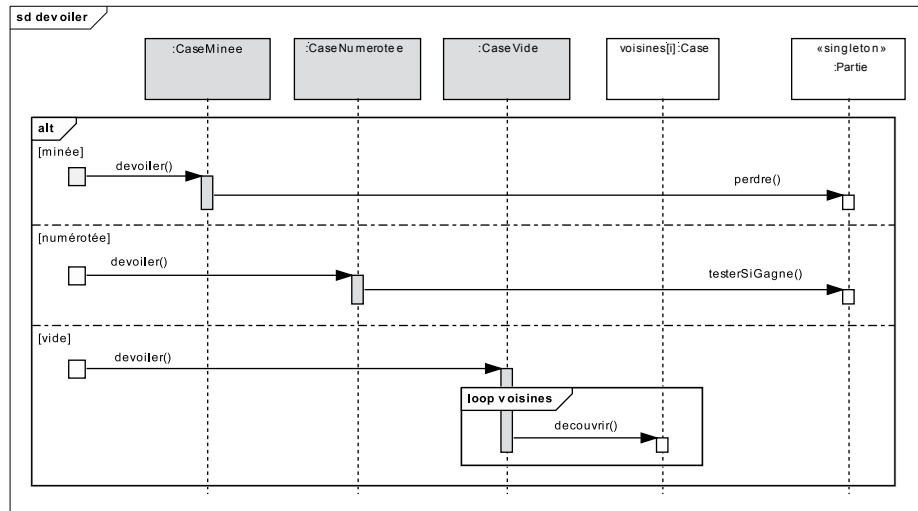 sd devoiler
:CaseMinee
:CaseNumerotee
:CaseVide
voisines[i]:Case
«singleton»
:Partie
alt
[minée]
devoiler()
perdre()
[numérotée]
devoiler()
testerSiGagne()
[vide]
devoiler()
loop voisines
decouvrir()